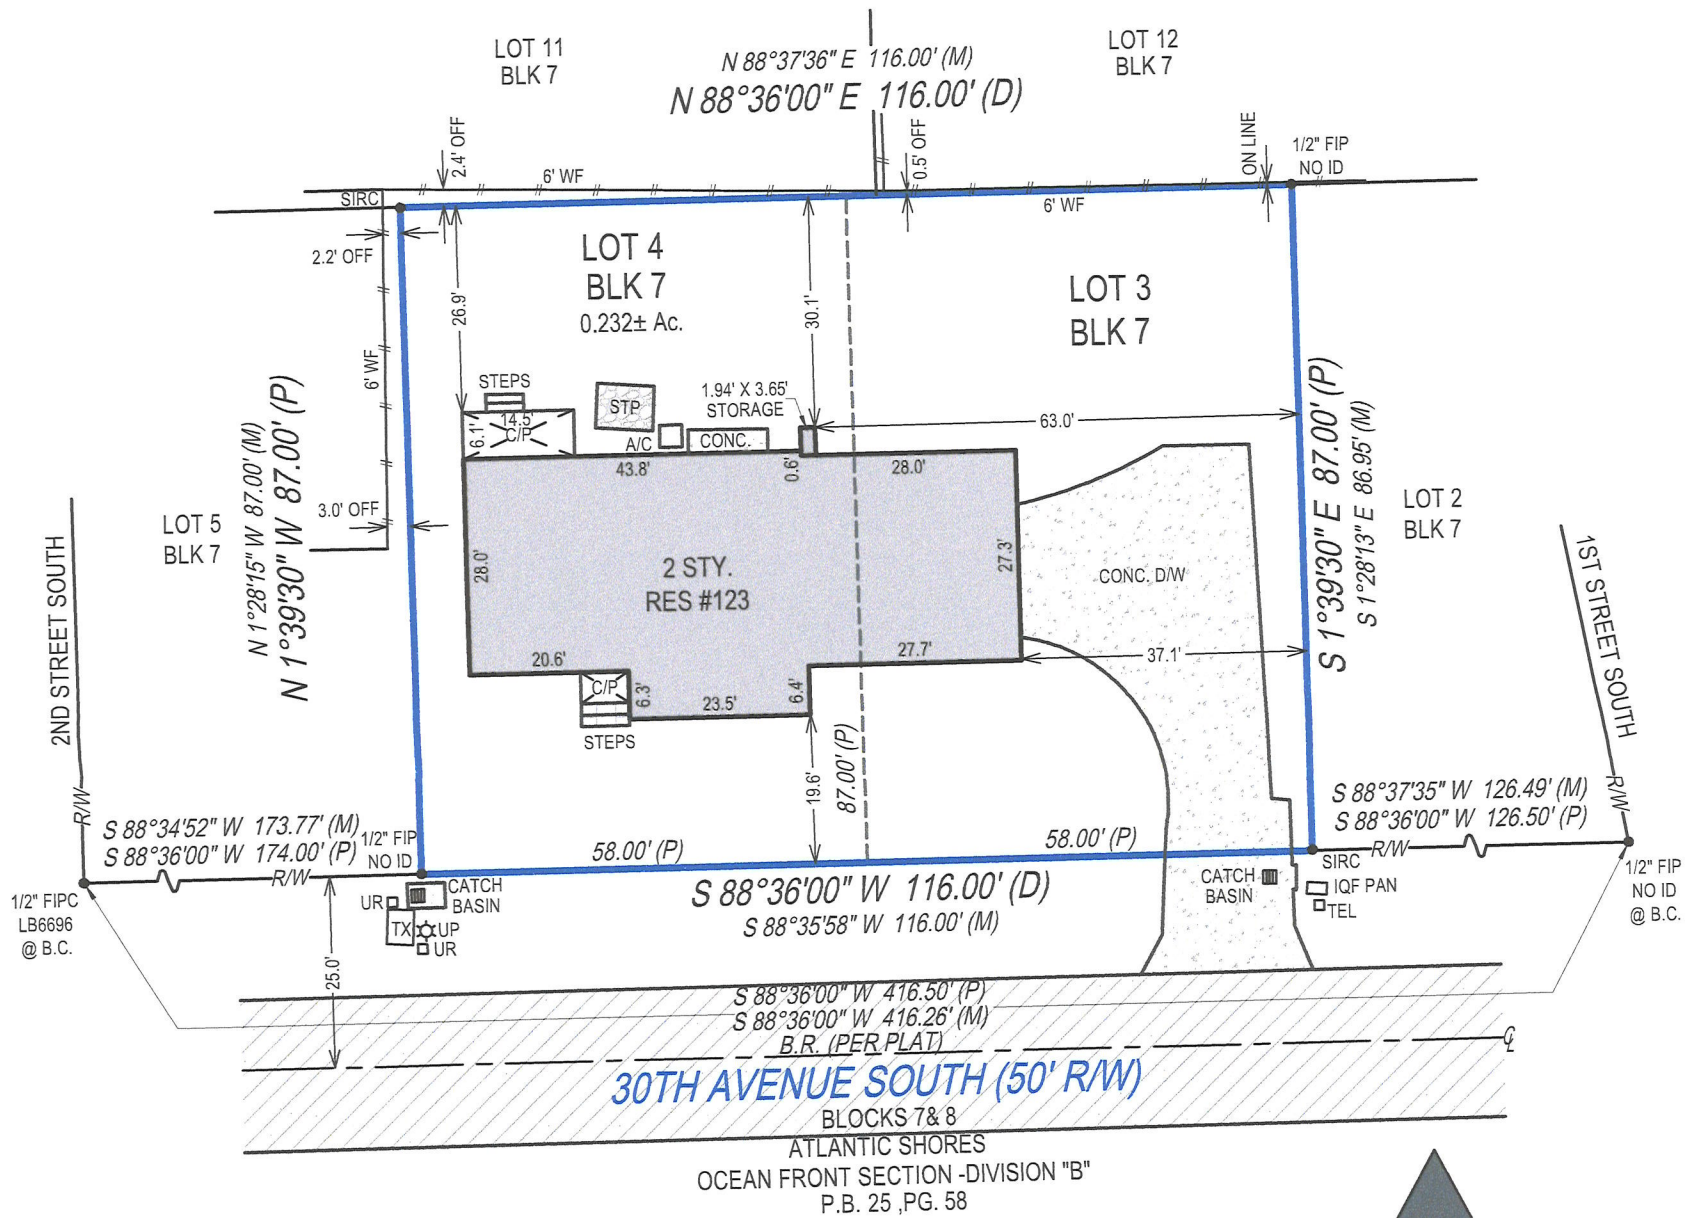 LOT 11
BLK 7
N 88°37'36" E 116.00' (M)
N 88°36'00" E 116.00' (D)
LOT 12
BLK 7
2.4' OFF
6' WF
0.5' OFF
ON LINE
1/2" FIP
NO ID
SIRC
6' WF
2.2' OFF
LOT 4
BLK 7
0.232± Ac.
LOT 3
BLK 7
26.9'
30.1'
6' WF
STEPS
14.5'
6.1'
C/P
STP
A/C
CONC.
1.94' X 3.65'
STORAGE
63.0'
43.8'
0.6'
28.0'
N 1°28'15" W 87.00' (M)
N 1°39'30" W 87.00' (P)
S 1°39'30" E 87.00' (P)
S 1°28'13" E 86.95' (M)
LOT 5
BLK 7
3.0' OFF
LOT 2
BLK 7
2ND STREET SOUTH
1ST STREET SOUTH
28.0'
2 STY.
RES #123
27.3'
CONC. D/W
20.6'
27.7'
37.1'
C/P
6.3'
23.5'
6.4'
STEPS
19.6'
87.00' (P)
R/W
R/W
S 88°34'52" W 173.77' (M)
S 88°36'00" W 174.00' (P)
R/W
1/2" FIP
NO ID
58.00' (P)
58.00' (P)
S 88°37'35" W 126.49' (M)
S 88°36'00" W 126.50' (P)
R/W
SIRC
1/2" FIPC
LB6696
@ B.C.
UR
CATCH
BASIN
TX
UP
UR
S 88°36'00" W 116.00' (D)
S 88°35'58" W 116.00' (M)
CATCH
BASIN
IQF PAN
TEL
1/2" FIP
NO ID
@ B.C.
25.0'
S 88°36'00" W 416.50' (P)
S 88°36'00" W 416.26' (M)
B.R. (PER PLAT)
℄
30TH AVENUE SOUTH (50' R/W)
BLOCKS 7& 8
ATLANTIC SHORES
OCEAN FRONT SECTION -DIVISION "B"
P.B. 25 ,PG. 58